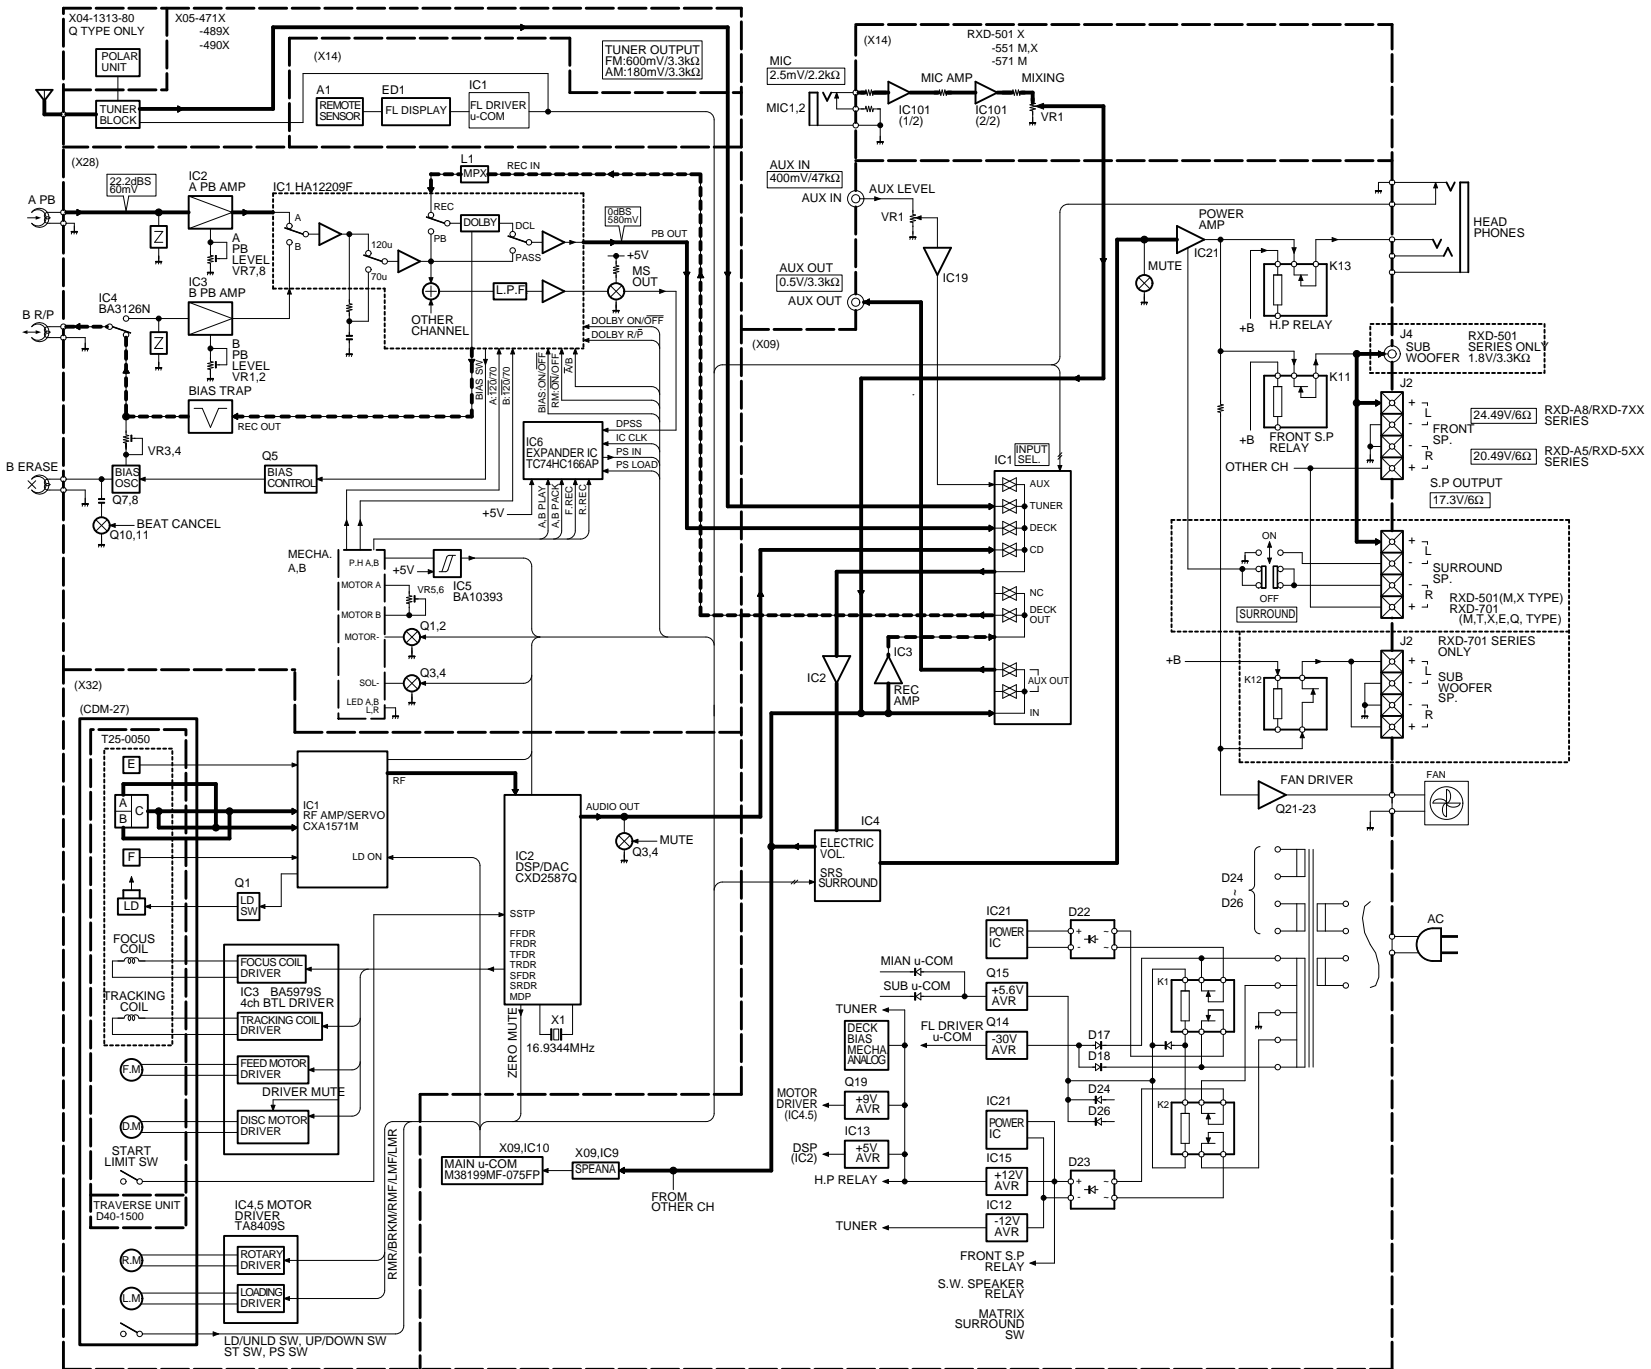 X04-1313-80
Q TYPE ONLY
X05-471X
-489X
-490X
POLAR
UNIT
TUNER
BLOCK
(X14)
A1
REMOTE
SENSOR
ED1
FL DISPLAY
IC1
FL DRIVER
u-COM
TUNER OUTPUT
FM:600mV/3.3kΩ
AM:180mV/3.3kΩ
(X14)
RXD-501 X
-551 M,X
-571 M
MIC
2.5mV/2.2kΩ
MIC1,2
MIC AMP
IC101
(1/2)
IC101
(2/2)
MIXING
VR1
AUX IN
400mV/47kΩ
AUX IN
AUX LEVEL
VR1
IC19
AUX OUT
0.5V/3.3kΩ
AUX OUT
(X09)
(X28)
A PB
22.2dBS
60mV
IC2
A PB AMP
Z
A
PB
LEVEL
VR7,8
IC3
B PB AMP
B R/P
IC4
BA3126N
Z
B
PB
LEVEL
VR1,2
BIAS TRAP
REC OUT
VR3,4
B ERASE
BIAS
OSC
Q7,8
Q5
BIAS
CONTROL
BEAT CANCEL
Q10,11
IC1 HA12209F
A
B
120u
70u
L1
MPX
REC IN
REC
PB
DOLBY
DCL
PASS
OTHER
CHANNEL
L.P.F
0dBS
580mV
PB OUT
+5V
MS
OUT
DOLBY ON/OFF
DOLBY R/P
BIAS SW
A:120/70
B:120/70
BIAS:ON/OFF
RM:ON/OFF
A/B
IC6
EXPANDER IC
TC74HC166AP
DPSS
IC CLK
PS IN
PS LOAD
+5V
A,B PLAY
A,B PACK
F.REC
R.REC
MECHA.
A,B
P.H A,B
MOTOR A
MOTOR B
MOTOR-
SOL-
LED A,B
L,R
+5V
IC5
BA10393
VR5,6
Q1,2
Q3,4
IC1
INPUT
SEL.
AUX
TUNER
DECK
CD
NC
DECK
OUT
AUX OUT
IN
IC2
IC3
REC
AMP
POWER
AMP
IC21
MUTE
K13
+B
H.P RELAY
HEAD
PHONES
K11
+B
FRONT S.P
RELAY
OTHER CH
J4
SUB
WOOFER
RXD-501
SERIES ONLY
1.8V/3.3KΩ
J2
+
L
-
FRONT
SP.
-
R
+
24.49V/6Ω
RXD-A8/RXD-7XX
SERIES
20.49V/6Ω
RXD-A5/RXD-5XX
SERIES
S.P OUTPUT
17.3V/6Ω
ON
OFF
SURROUND
+
L
-
SURROUND
SP.
-
R
+
RXD-501(M,X TYPE)
RXD-701
(M,T,X,E,Q, TYPE)
J2
RXD-701 SERIES
ONLY
+B
K12
+
L
-
SUB
WOOFER
SP.
-
R
+
FAN DRIVER
Q21-23
FAN
(X32)
(CDM-27)
T25-0050
E
A
B
C
F
LD
FOCUS
COIL
TRACKING
COIL
F.M
D.M
START
LIMIT SW
TRAVERSE UNIT
D40-1500
R.M
L.M
IC1
RF AMP/SERVO
CXA1571M
LD ON
RF
Q1
LD
SW
FOCUS COIL
DRIVER
IC3 BA5979S
4ch BTL DRIVER
TRACKING COIL
DRIVER
FEED MOTOR
DRIVER
DRIVER MUTE
DISC MOTOR
DRIVER
IC4,5 MOTOR
DRIVER
TA8409S
ROTARY
DRIVER
LOADING
DRIVER
LD/UNLD SW, UP/DOWN SW
ST SW, PS SW
IC2
DSP/DAC
CXD2587Q
SSTP
FFDR
FRDR
TFDR
TRDR
SFDR
SRDR
MDP
AUDIO OUT
MUTE
Q3,4
ZERO MUTE
X1
16.9344MHz
RMR/BRKM/RMF/LMF/LMR
X09,IC10
MAIN u-COM
M38199MF-075FP
X09,IC9
SPEANA
FROM
OTHER CH
IC4
ELECTRIC
VOL.
SRS
SURROUND
IC21
POWER
IC
D22
+
-
~
~
MIAN u-COM
SUB u-COM
Q15
+5.6V
AVR
TUNER
DECK
BIAS
MECHA
ANALOG
FL DRIVER
u-COM
Q14
-30V
AVR
D17
D18
MOTOR
DRIVER
(IC4.5)
Q19
+9V
AVR
DSP
(IC2)
IC13
+5V
AVR
IC21
POWER
IC
D24
D26
K1
K2
H.P RELAY
IC15
+12V
AVR
D23
+
-
~
~
TUNER
IC12
-12V
AVR
FRONT S.P
RELAY
S.W. SPEAKER
RELAY
MATRIX
SURROUND
SW
D24
~
D26
AC